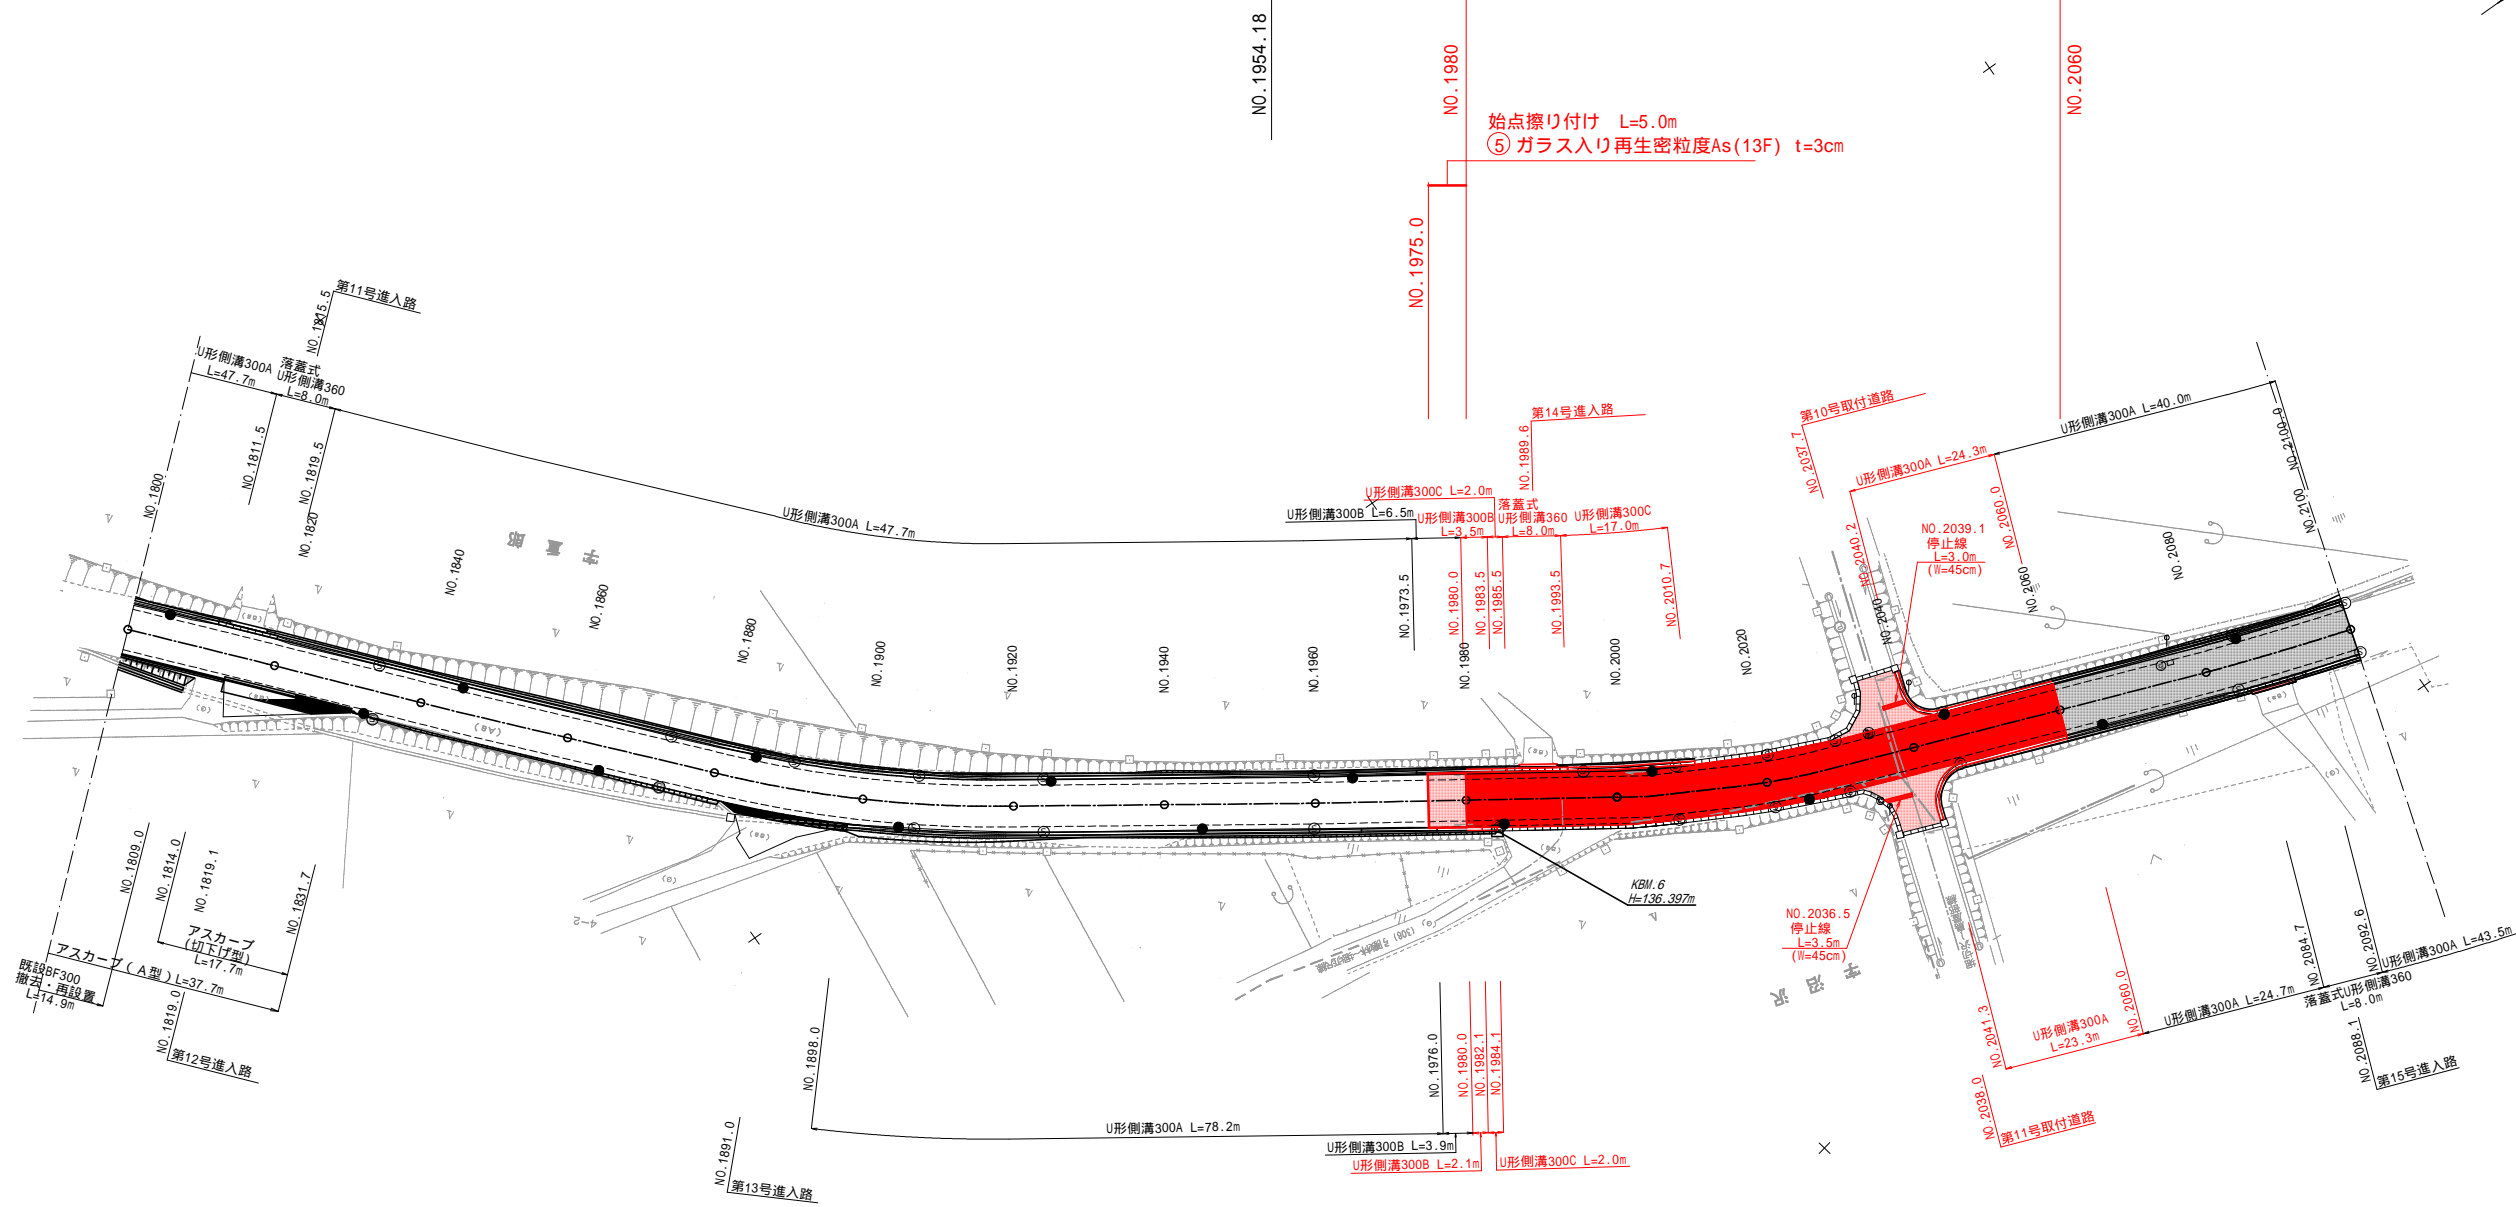 NO.1954.18
NO.1980
NO.2060
始点擦り付け L=5.0m
⑤ ガラス入り再生密粒度As(13F) t=3cm
NO.1975.0
第11号進入路
NO.1815.5
U形側溝300A
L=47.7m
落蓋式
U形側溝360
L=8.0m
NO.1811.5
NO.1819.5
NO.1800
NO.1820
NO.1840
NO.1860
NO.1880
NO.1900
NO.1920
NO.1940
NO.1960
NO.1980
NO.2000
NO.2020
NO.2040
NO.2060
NO.2080
NO.2100
字重郎
U形側溝300A L=47.7m
U形側溝300B L=6.5m
U形側溝300C L=2.0m
U形側溝300B
L=3.5m
落蓋式
U形側溝360
L=8.0m
U形側溝300C
L=17.0m
第14号進入路
NO.1989.6
NO.1973.5
NO.1980.0
NO.1983.5
NO.1985.5
NO.1993.5
NO.2010.7
第10号取付道路
NO.2037.7
U形側溝300A L=24.3m
NO.2040.2
NO.2060.0
NO.2039.1
停止線
L=3.0m
(W=45cm)
U形側溝300A L=40.0m
NO.2100.0
(As)
(G)
KBM.6
H=136.397m
NO.2036.5
停止線
L=3.5m
(W=45cm)
字沼沢
4-2
NO.1809.0
NO.1814.0
NO.1819.1
NO.1831.7
アスカーブ
(切下げ型)
L=17.7m
アスカーブ(A型)L=37.7m
既設BF300
撤去・再設置
L=14.9m
NO.1819.0
第12号進入路
NO.1898.0
NO.1891.0
第13号進入路
U形側溝300A L=78.2m
NO.1976.0
NO.1980.0
NO.1982.1
NO.1984.1
U形側溝300B L=3.9m
U形側溝300B L=2.1m
U形側溝300C L=2.0m
NO.2041.3
NO.2060.0
U形側溝300A
L=23.3m
NO.2038.0
第11号取付道路
U形側溝300A L=24.7m
NO.2084.7
NO.2092.6
落蓋式U形側溝360
L=8.0m
U形側溝300A L=43.5m
NO.2088.1
第15号進入路